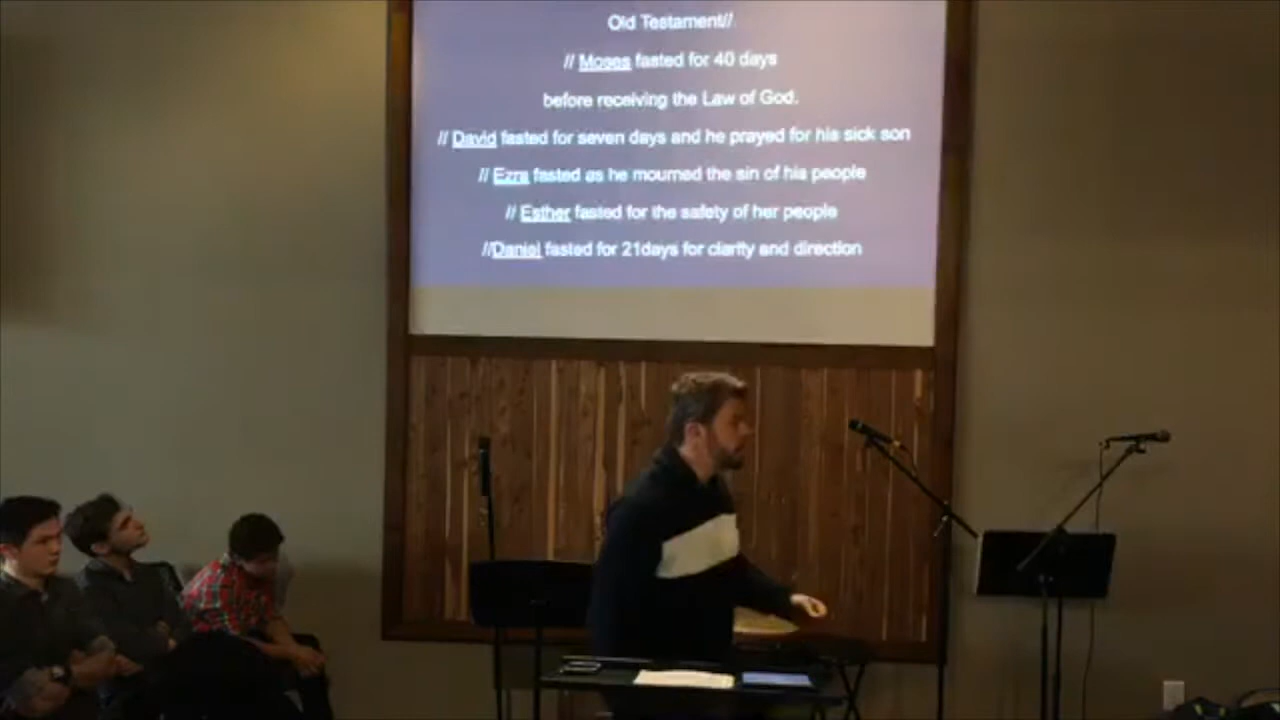 Old Testament//
// Moses fasted for 40 days
before receiving the Law of God.
// David fasted for seven days and he prayed for his sick son
// Ezra fasted as he mourned the sin of his people
// Esther fasted for the safety of her people
//Daniel fasted for 21days for clarity and direction